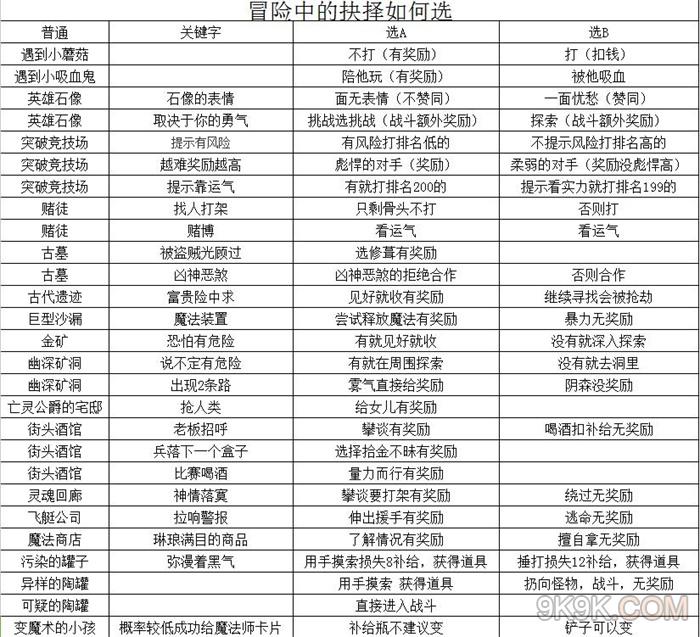 冒险中的抉择如何选
普通 关键字 选A 选B
遇到小蘑菇 不打（有奖励） 打（扣钱）
遇到小吸血鬼 陪他玩（有奖励） 被他吸血
英雄石像 石像的表情 面无表情（不赞同） 一面忧愁（赞同）
英雄石像 取决于你的勇气 挑战选挑战（战斗额外奖励） 探索（战斗额外奖励）
突破竞技场 提示有风险 有风险打排名低的 不提示风险打排名高的
突破竞技场 越难奖励越高 彪悍的对手（奖励高） 柔弱的对手（奖励没彪悍高）
突破竞技场 提示靠运气 有就打排名200的 提示看实力就打排名199的
赌徒 找人打架 只剩骨头不打 否则打
赌徒 赌博 看运气 看运气
古墓 被盗贼光顾过 选修葺有奖励
古墓 凶神恶煞 凶神恶煞的拒绝合作 否则合作
古代遗迹 富贵险中求 见好就收有奖励 继续寻找会被抢劫
巨型沙漏 魔法装置 尝试释放魔法有奖励 暴力无奖励
金矿 恐怕有危险 有就见好就收 没有就深入探索
幽深矿洞 说不定有危险 有就在周围探索 没有就去洞里
幽深矿洞 出现2条路 雾气直接给奖励 阴森没奖励
亡灵公爵的宅邸 抢人类 给女儿有奖励
街头酒馆 老板招呼 攀谈有奖励 喝酒扣补给无奖励
街头酒馆 兵落下一个盒子 选择拾金不昧有奖励
街头酒馆 比赛喝酒 量力而行有奖励
灵魂回廊 神情落寞 攀谈要打架有奖励 绕过无奖励
飞艇公司 拉响警报 伸出援手有奖励 逃命无奖励
魔法商店 琳琅满目的商品 了解情况有奖励 擅自拿无奖励
污染的罐子 弥漫着黑气 用手摸索损失8补给，获得道具 捶打损失12补给，获得道具
异样的陶罐 用手摸索 获得道具 扔向怪物，战斗，无奖励
可疑的陶罐 直接进入战斗
变魔术的小孩 概率较低成功给魔法师卡片 补给瓶不建议变 铲子可以变
9K9K.COM